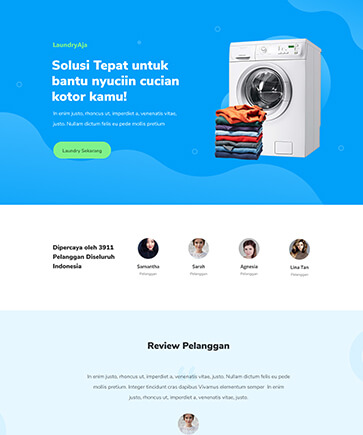 LaundryAja
Solusi Tepat untuk
bantu nyuciin cucian
kotor kamu!
In enim justo, rhoncus ut, imperdiet a, venenatis vitae,
justo. Nullam dictum felis eu pede mollis pretium
Laundry Sekarang
Dipercaya oleh 3911
Pelanggan Diseluruh
Indonesia
Samantha
Pelanggan
Sarah
Pelanggan
Agnesia
Pelanggan
Lina Tan
Pelanggan
Review Pelanggan
In enim justo, rhoncus ut, imperdiet a, venenatis vitae, justo. Nullam dictum felis eu pede
mollis pretium. Integer tincidunt cras dapibus Vivamus elementum semper In enim
justo, rhoncus ut, imperdiet a, venenatis vitae, justo.